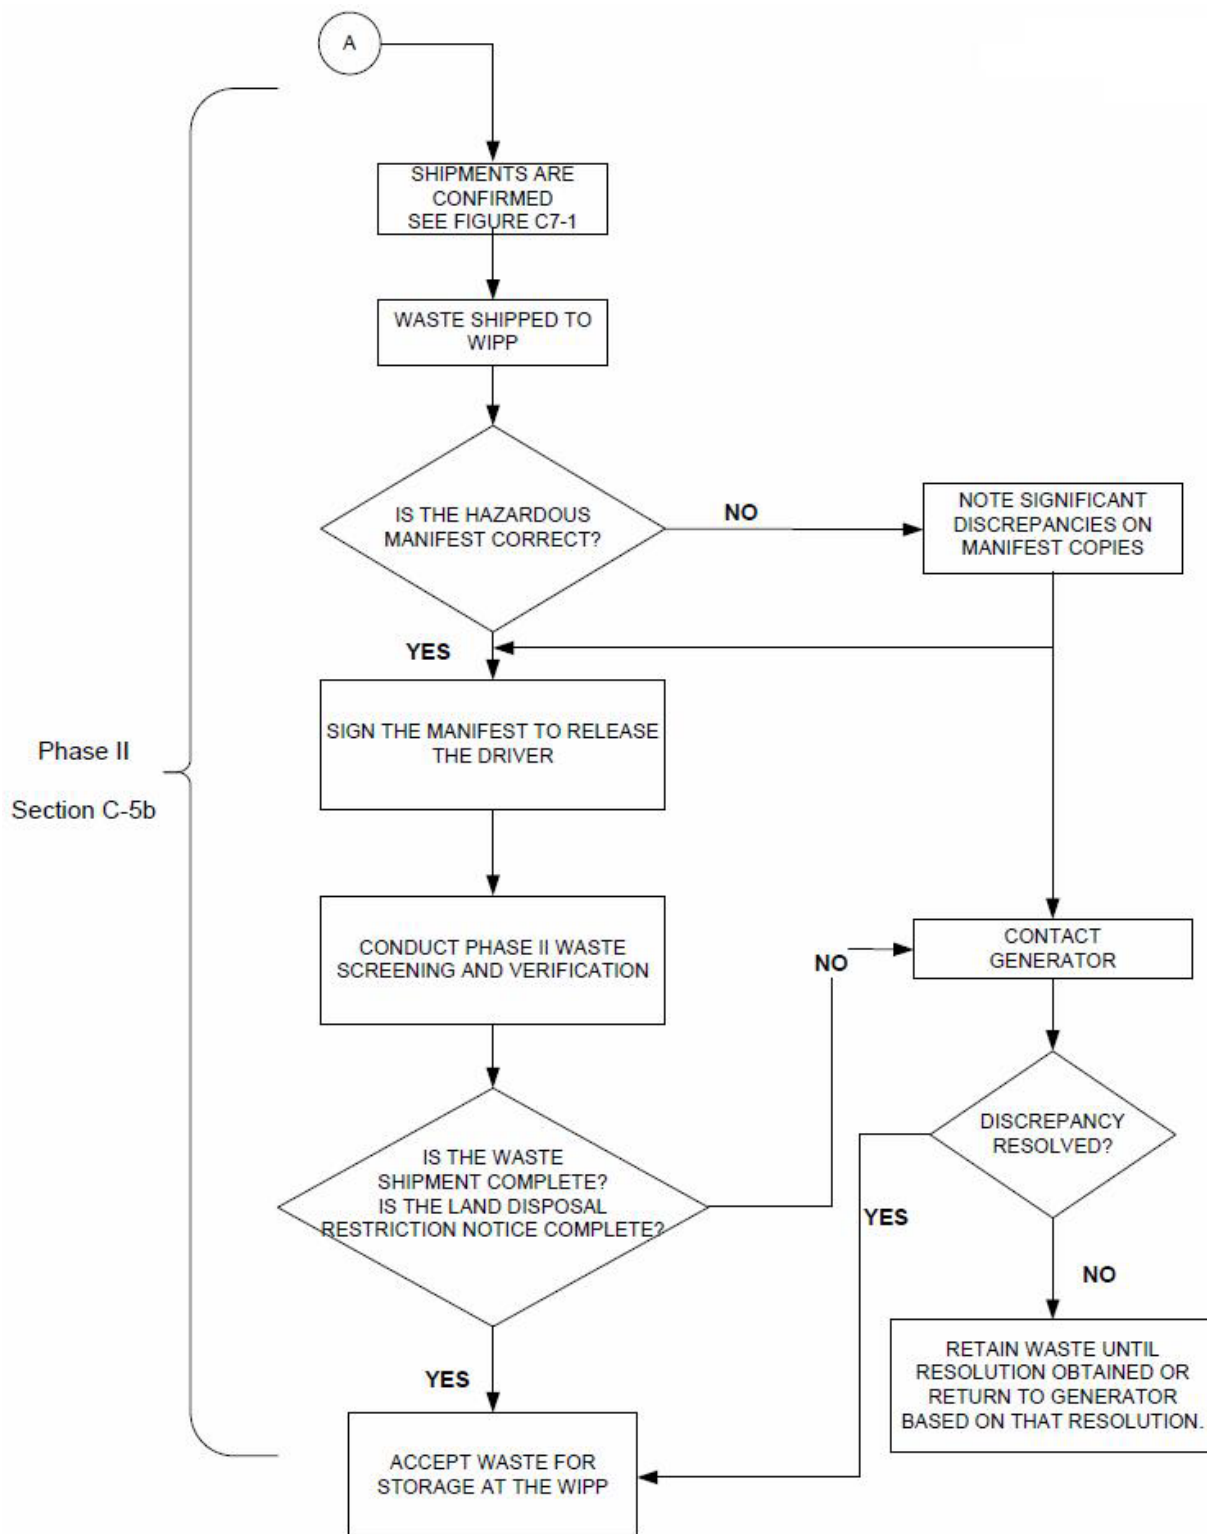 A
SHIPMENTS ARE
CONFIRMED
SEE FIGURE C7-1
WASTE SHIPPED TO
WIPP
IS THE HAZARDOUS
MANIFEST CORRECT?
NO
NOTE SIGNIFICANT
DISCREPANCIES ON
MANIFEST COPIES
YES
SIGN THE MANIFEST TO RELEASE
THE DRIVER
Phase II
Section C-5b
CONDUCT PHASE II WASTE
SCREENING AND VERIFICATION
NO
CONTACT
GENERATOR
IS THE WASTE
SHIPMENT COMPLETE?
IS THE LAND DISPOSAL
RESTRICTION NOTICE COMPLETE?
DISCREPANCY
RESOLVED?
YES
NO
RETAIN WASTE UNTIL
RESOLUTION OBTAINED OR
RETURN TO GENERATOR
BASED ON THAT RESOLUTION.
YES
ACCEPT WASTE FOR
STORAGE AT THE WIPP